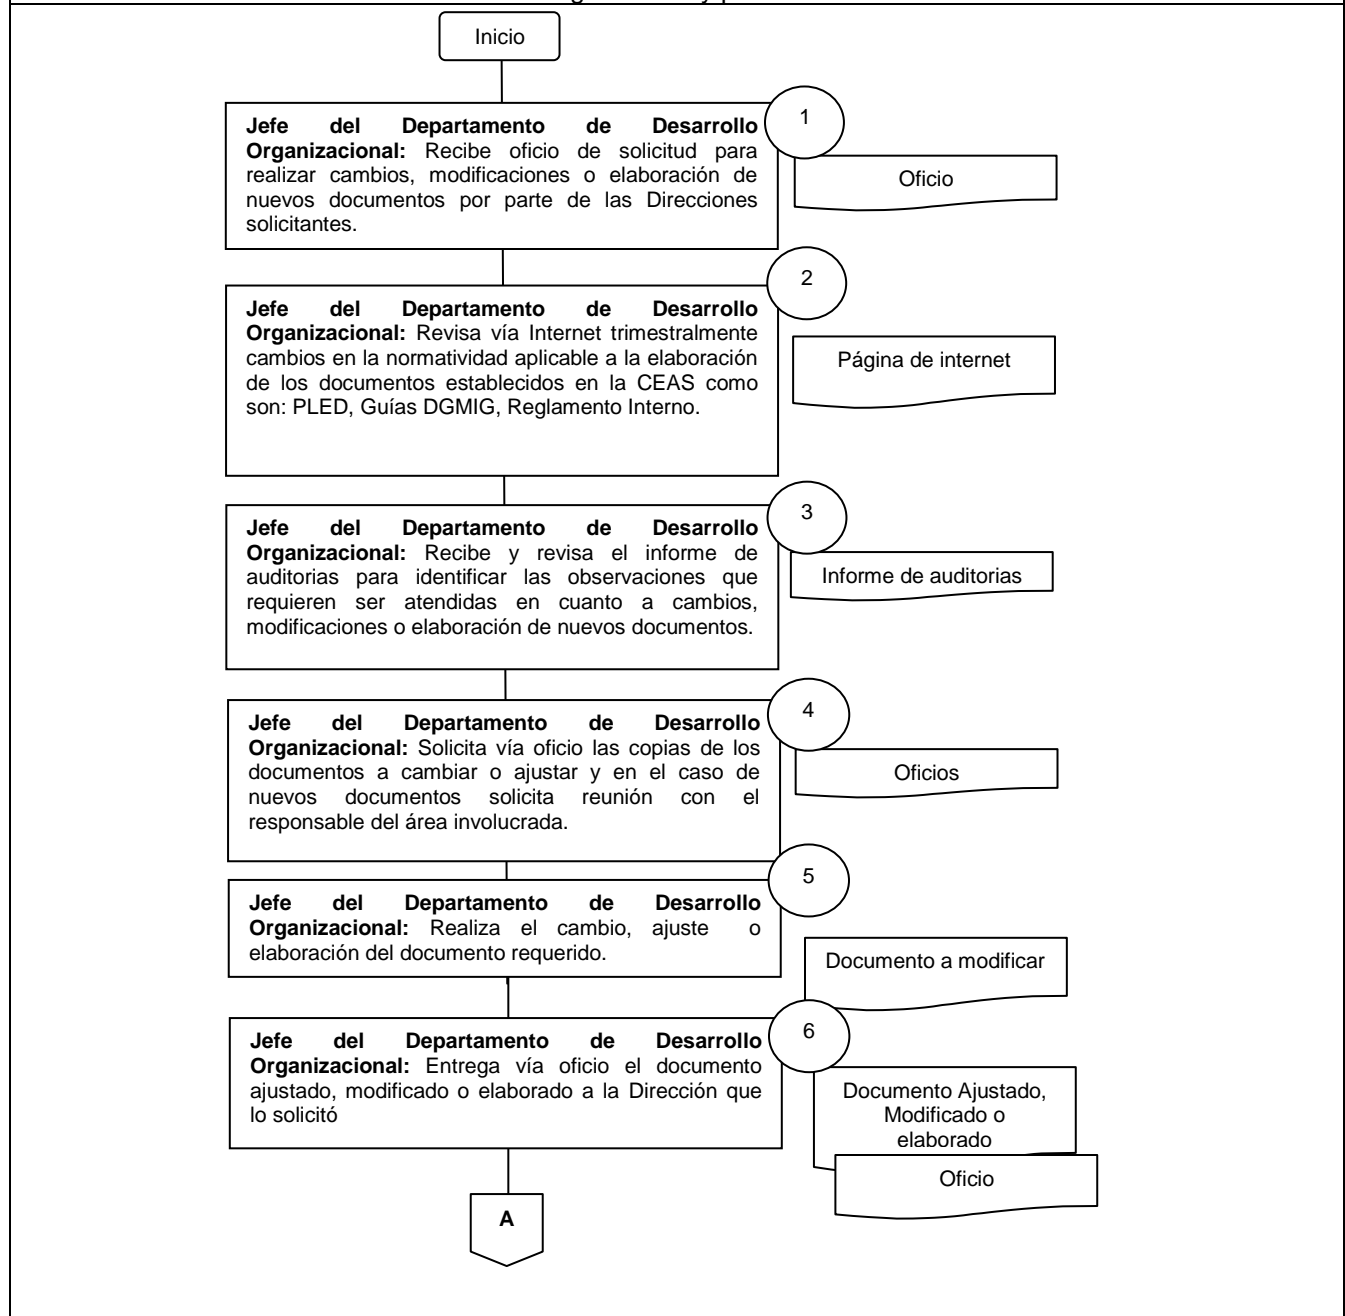 Inicio
1
Jefe del Departamento de Desarrollo
Organizacional: Recibe oficio de solicitud para
realizar cambios, modificaciones o elaboración de
nuevos documentos por parte de las Direcciones
solicitantes.
Oficio
2
Jefe del Departamento de Desarrollo
Organizacional: Revisa vía Internet trimestralmente
cambios en la normatividad aplicable a la elaboración
de los documentos establecidos en la CEAS como
son: PLED, Guías DGMIG, Reglamento Interno.
Página de internet
3
Jefe del Departamento de Desarrollo
Organizacional: Recibe y revisa el informe de
auditorias para identificar las observaciones que
requieren ser atendidas en cuanto a cambios,
modificaciones o elaboración de nuevos documentos.
Informe de auditorias
4
Jefe del Departamento de Desarrollo
Organizacional: Solicita vía oficio las copias de los
documentos a cambiar o ajustar y en el caso de
nuevos documentos solicita reunión con el
responsable del área involucrada.
Oficios
5
Jefe del Departamento de Desarrollo
Organizacional: Realiza el cambio, ajuste o
elaboración del documento requerido.
Documento a modificar
6
Jefe del Departamento de Desarrollo
Organizacional: Entrega vía oficio el documento
ajustado, modificado o elaborado a la Dirección que
lo solicitó
Documento Ajustado,
Modificado o
elaborado
Oficio
A